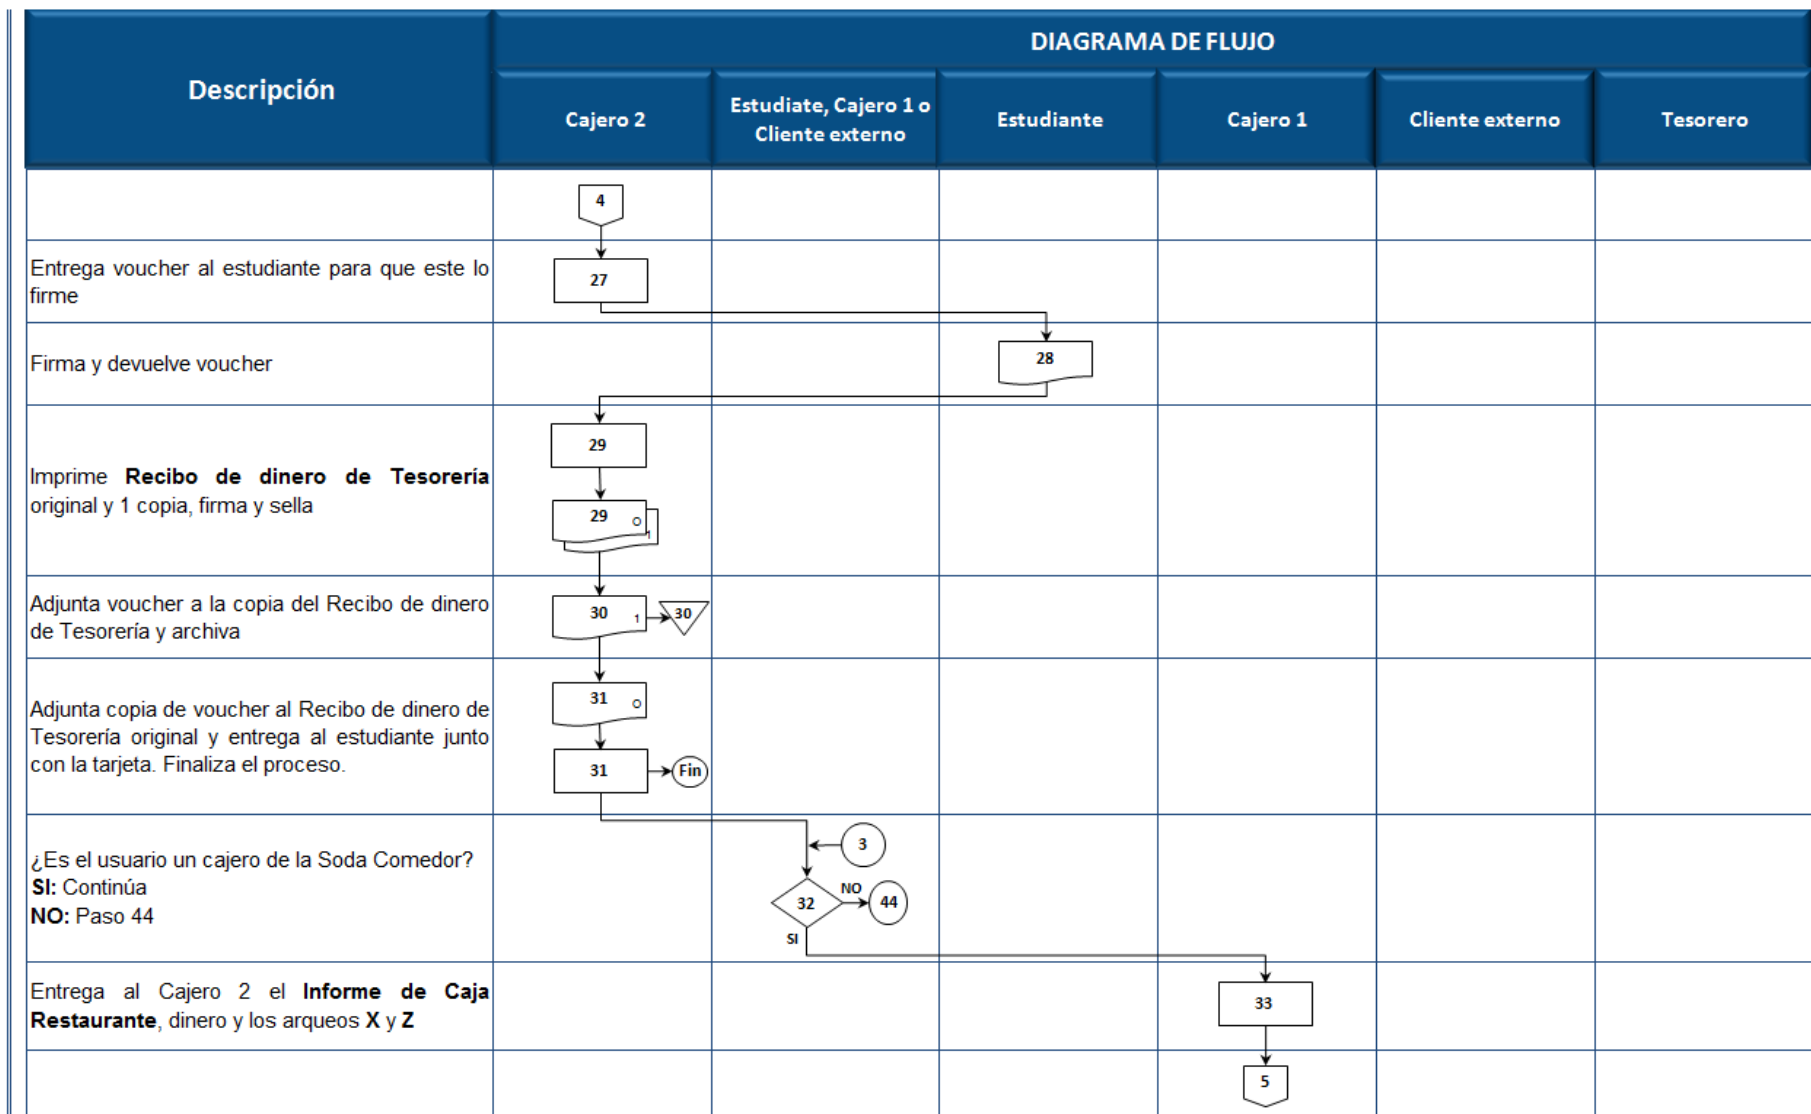 DIAGRAMA DE FLUJO
Descripción
Cajero 2
Estudiate, Cajero 1 o
Cliente externo
Estudiante
Cajero 1
Cliente externo
Tesorero
4
Entrega voucher al estudiante para que este lo
firme
27
Firma y devuelve voucher
28
Imprime Recibo de dinero de Tesorería
original y 1 copia, firma y sella
29
29
O
1
Adjunta voucher a la copia del Recibo de dinero
de Tesorería y archiva
30
1
30
Adjunta copia de voucher al Recibo de dinero de
Tesorería original y entrega al estudiante junto
con la tarjeta. Finaliza el proceso.
31
O
31
Fin
¿Es el usuario un cajero de la Soda Comedor?
SI: Continúa
NO: Paso 44
3
32
NO
44
SI
Entrega al Cajero 2 el Informe de Caja
Restaurante, dinero y los arqueos X y Z
33
5